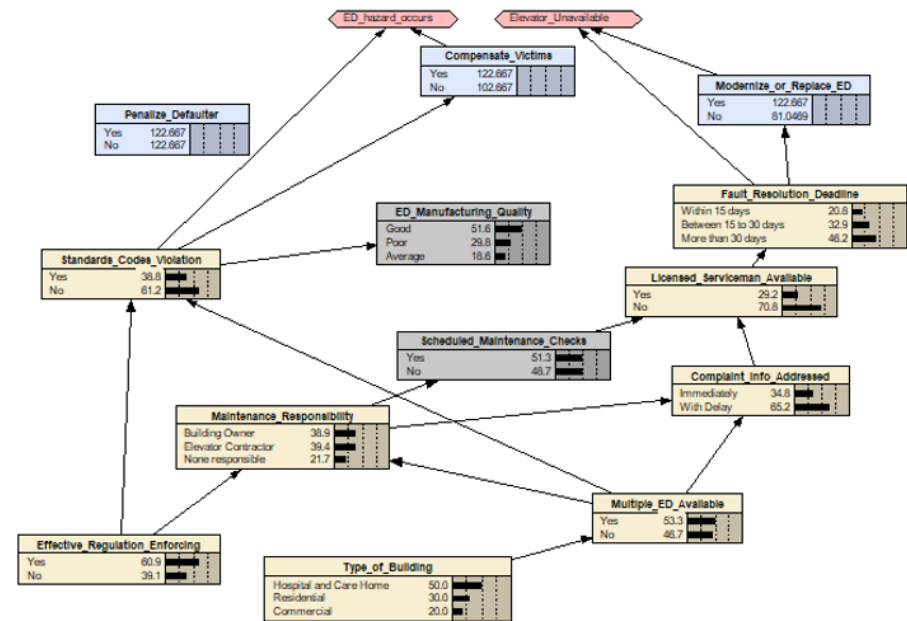 ED_hazard_occurs
Elevator_Unavailable
Compensate_Victims
Yes 122.667
No 102.667
Modernize_or_Replace_ED
Yes 122.667
No 81.0469
Penalize_Defaulter
Yes 122.667
No 122.667
Fault_Resolution_Deadline
Within 15 days 20.8
Between 15 to 30 days 32.9
More than 30 days 46.2
ED_Manufacturing_Quality
Good 51.6
Poor 29.8
Average 18.6
Standards_Codes_Violation
Yes 38.8
No 61.2
Licensed_Serviceman_Available
Yes 29.2
No 70.8
Scheduled_Maintenance_Checks
Yes 51.3
No 48.7
Complaint_Info_Addressed
Immediately 34.8
With Delay 65.2
Maintenance_Responsibility
Building Owner 38.9
Elevator Contractor 39.4
None responsible 21.7
Multiple_ED_Available
Yes 53.3
No 46.7
Effective_Regulation_Enforcing
Yes 60.9
No 39.1
Type_of_Building
Hospital and Care Home 50.0
Residential 30.0
Commercial 20.0